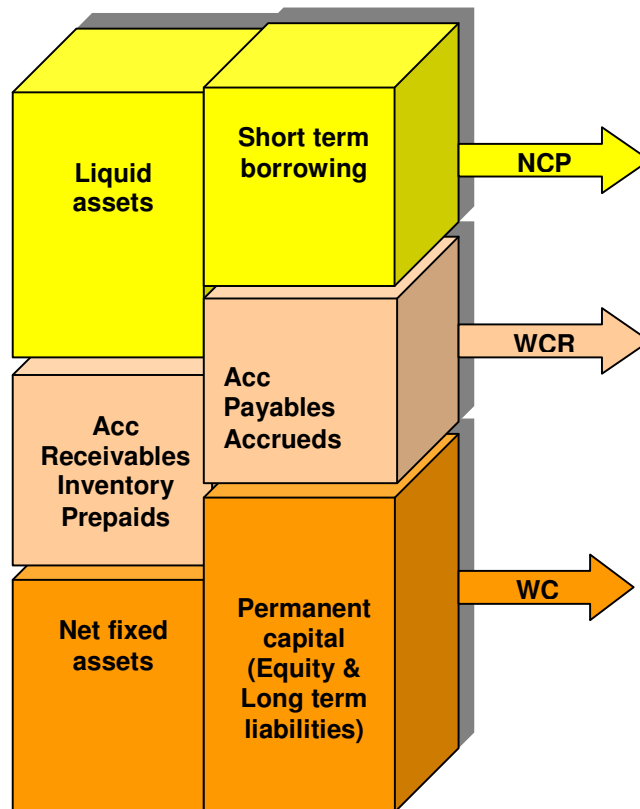 Liquid
assets
Short term
borrowing
NCP
Acc
Receivables
Inventory
Prepaids
Acc
Payables
Accrueds
WCR
Net fixed
assets
Permanent
capital
(Equity &
Long term
liabilities)
WC